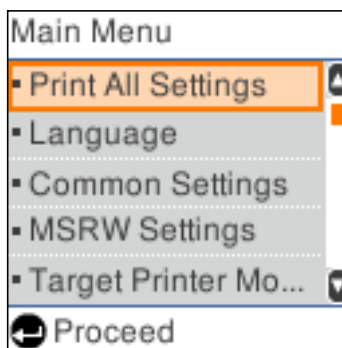 Main Menu
Print All Settings
Language
Common Settings
MSRW Settings
Target Printer Mo...
Proceed